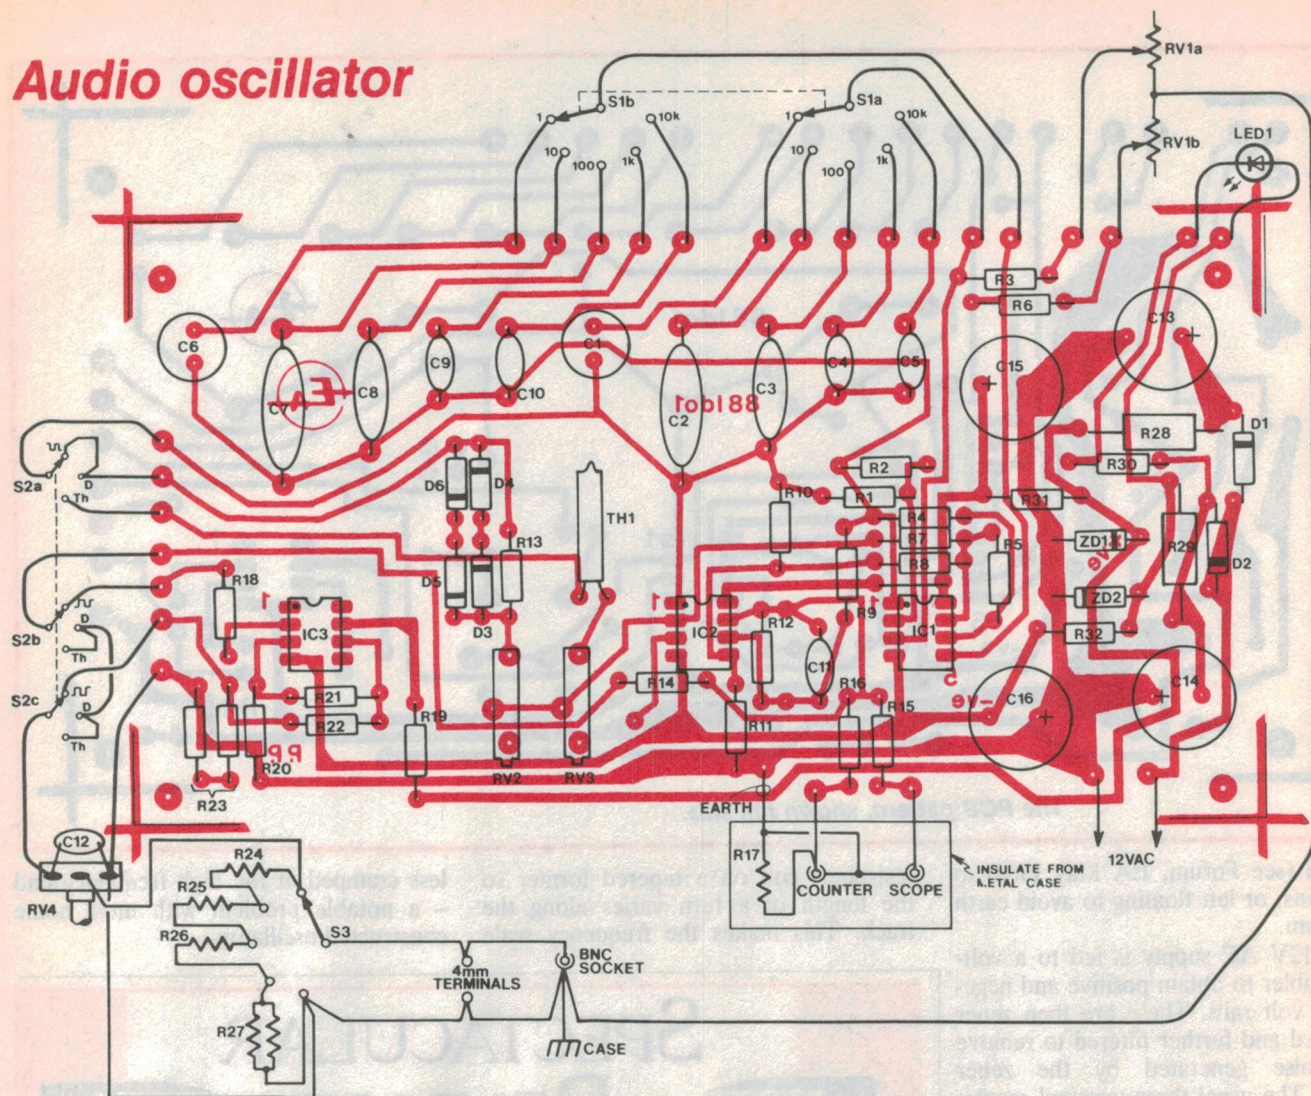 Audio oscillator
S1b
1
10
100
1k
10k
S1a
1
10
100
1k
10k
RV1a
RV1b
LED1
R3
R6
C13
C6
C7
C8
C9
C10
C1
C2
C3
C4
C5
C15
R28
D1
R30
R31
ZD1
R29
D2
ZD2
R32
S2a
D
Th
D6
D4
R13
TH1
R10
R2
R1
R4
R7
R8
R5
D5
D3
R18
1
IC3
1
IC2
R12
C11
R9
1
IC1
5
S2b
D
Th
S2c
D
Th
R21
R22
R19
R14
R11
R16
R15
-ve
C16
C14
R20
P.P.
R23
RV2
RV3
EARTH
12VAC
C12
RV4
R24
R25
R26
R27
S3
R17
COUNTER
SCOPE
INSULATE FROM
METAL CASE
4mm
TERMINALS
BNC
SOCKET
CASE